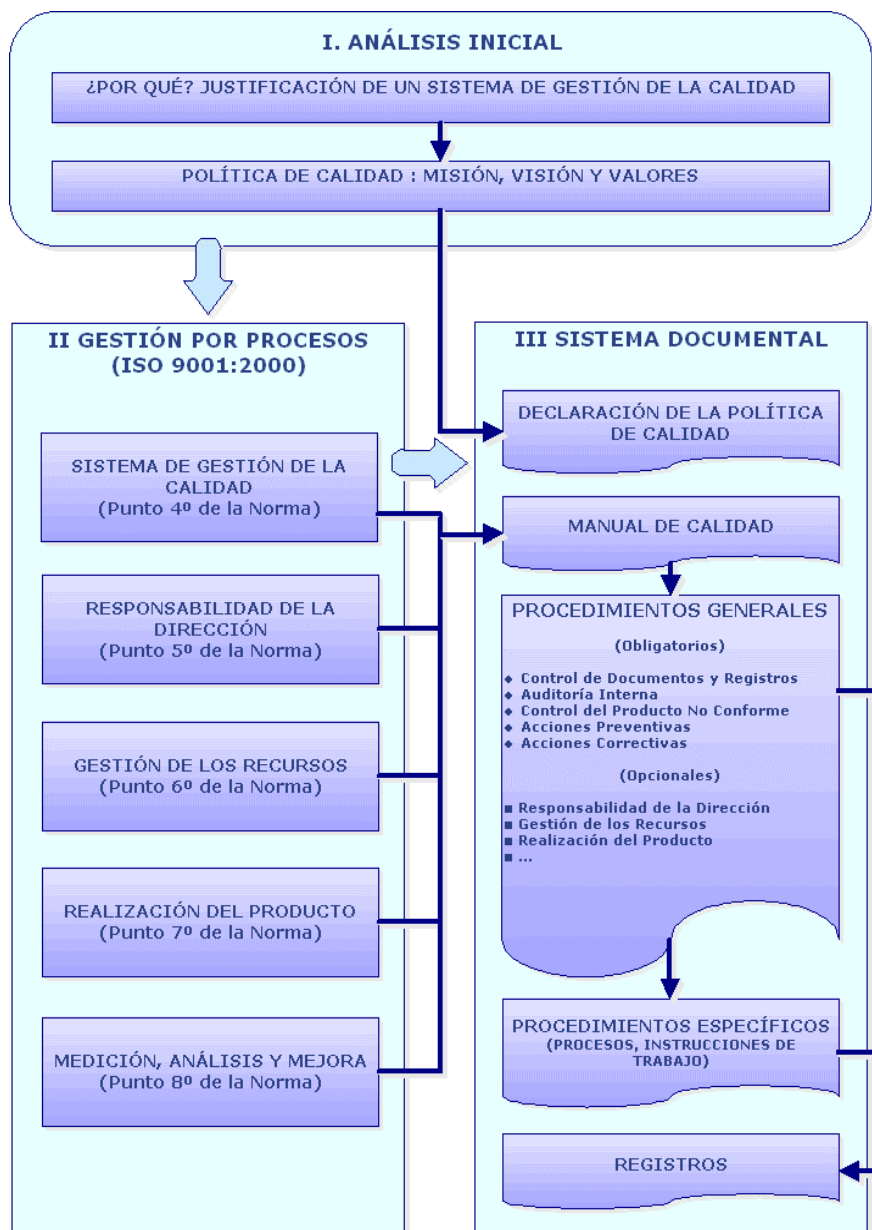 I. ANÁLISIS INICIAL
¿POR QUÉ? JUSTIFICACIÓN DE UN SISTEMA DE GESTIÓN DE LA CALIDAD
POLÍTICA DE CALIDAD : MISIÓN, VISIÓN Y VALORES
II GESTIÓN POR PROCESOS
(ISO 9001:2000)
SISTEMA DE GESTIÓN DE LA
CALIDAD
(Punto 4º de la Norma)
RESPONSABILIDAD DE LA
DIRECCIÓN
(Punto 5º de la Norma)
GESTIÓN DE LOS RECURSOS
(Punto 6º de la Norma)
REALIZACIÓN DEL PRODUCTO
(Punto 7º de la Norma)
MEDICIÓN, ANÁLISIS Y MEJORA
(Punto 8º de la Norma)
III SISTEMA DOCUMENTAL
DECLARACIÓN DE LA POLÍTICA
DE CALIDAD
MANUAL DE CALIDAD
PROCEDIMIENTOS GENERALES
(Obligatorios)
◆ Control de Documentos y Registros
◆ Auditoría Interna
◆ Control del Producto No Conforme
◆ Acciones Preventivas
◆ Acciones Correctivas
(Opcionales)
■ Responsabilidad de la Dirección
■ Gestión de los Recursos
■ Realización del Producto
■ ...
PROCEDIMIENTOS ESPECÍFICOS
(PROCESOS, INSTRUCCIONES DE
TRABAJO)
REGISTROS